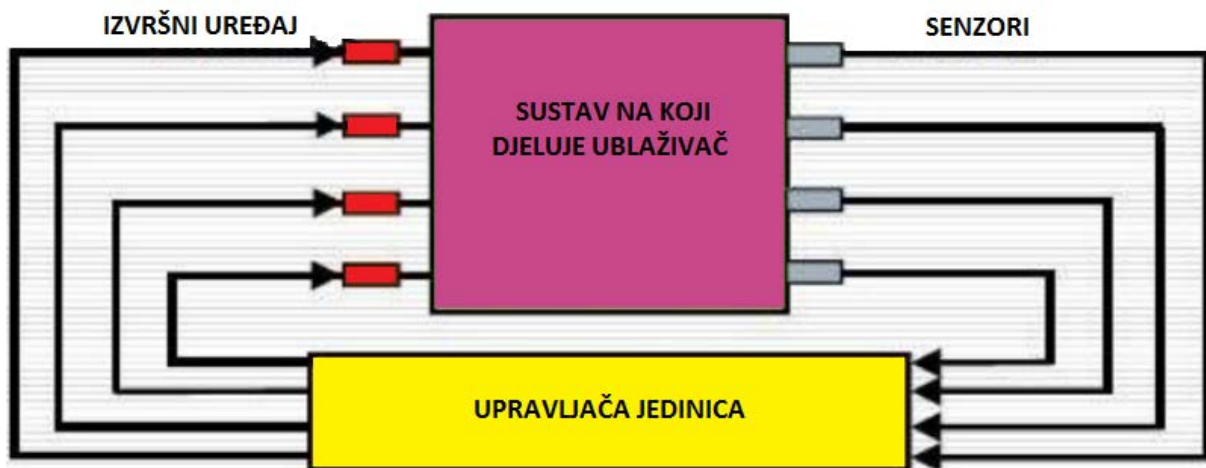 IZVRŠNI UREĐAJ
SENZORI
SUSTAV NA KOJI
DJELUJE UBLAŽIVAČ
UPRAVLJAČA JEDINICA